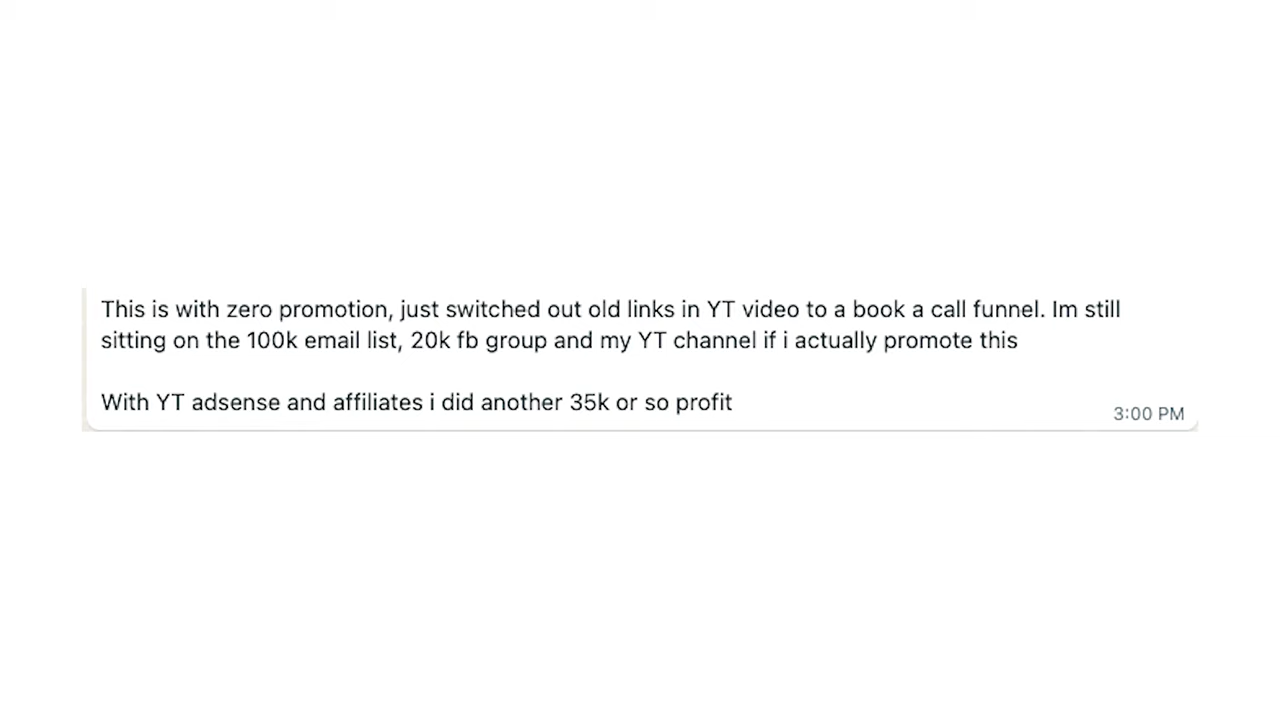 This is with zero promotion, just switched out old links in YT video to a book a call funnel. Im still
sitting on the 100k email list, 20k fb group and my YT channel if i actually promote this
With YT adsense and affiliates i did another 35k or so profit
3:00 PM